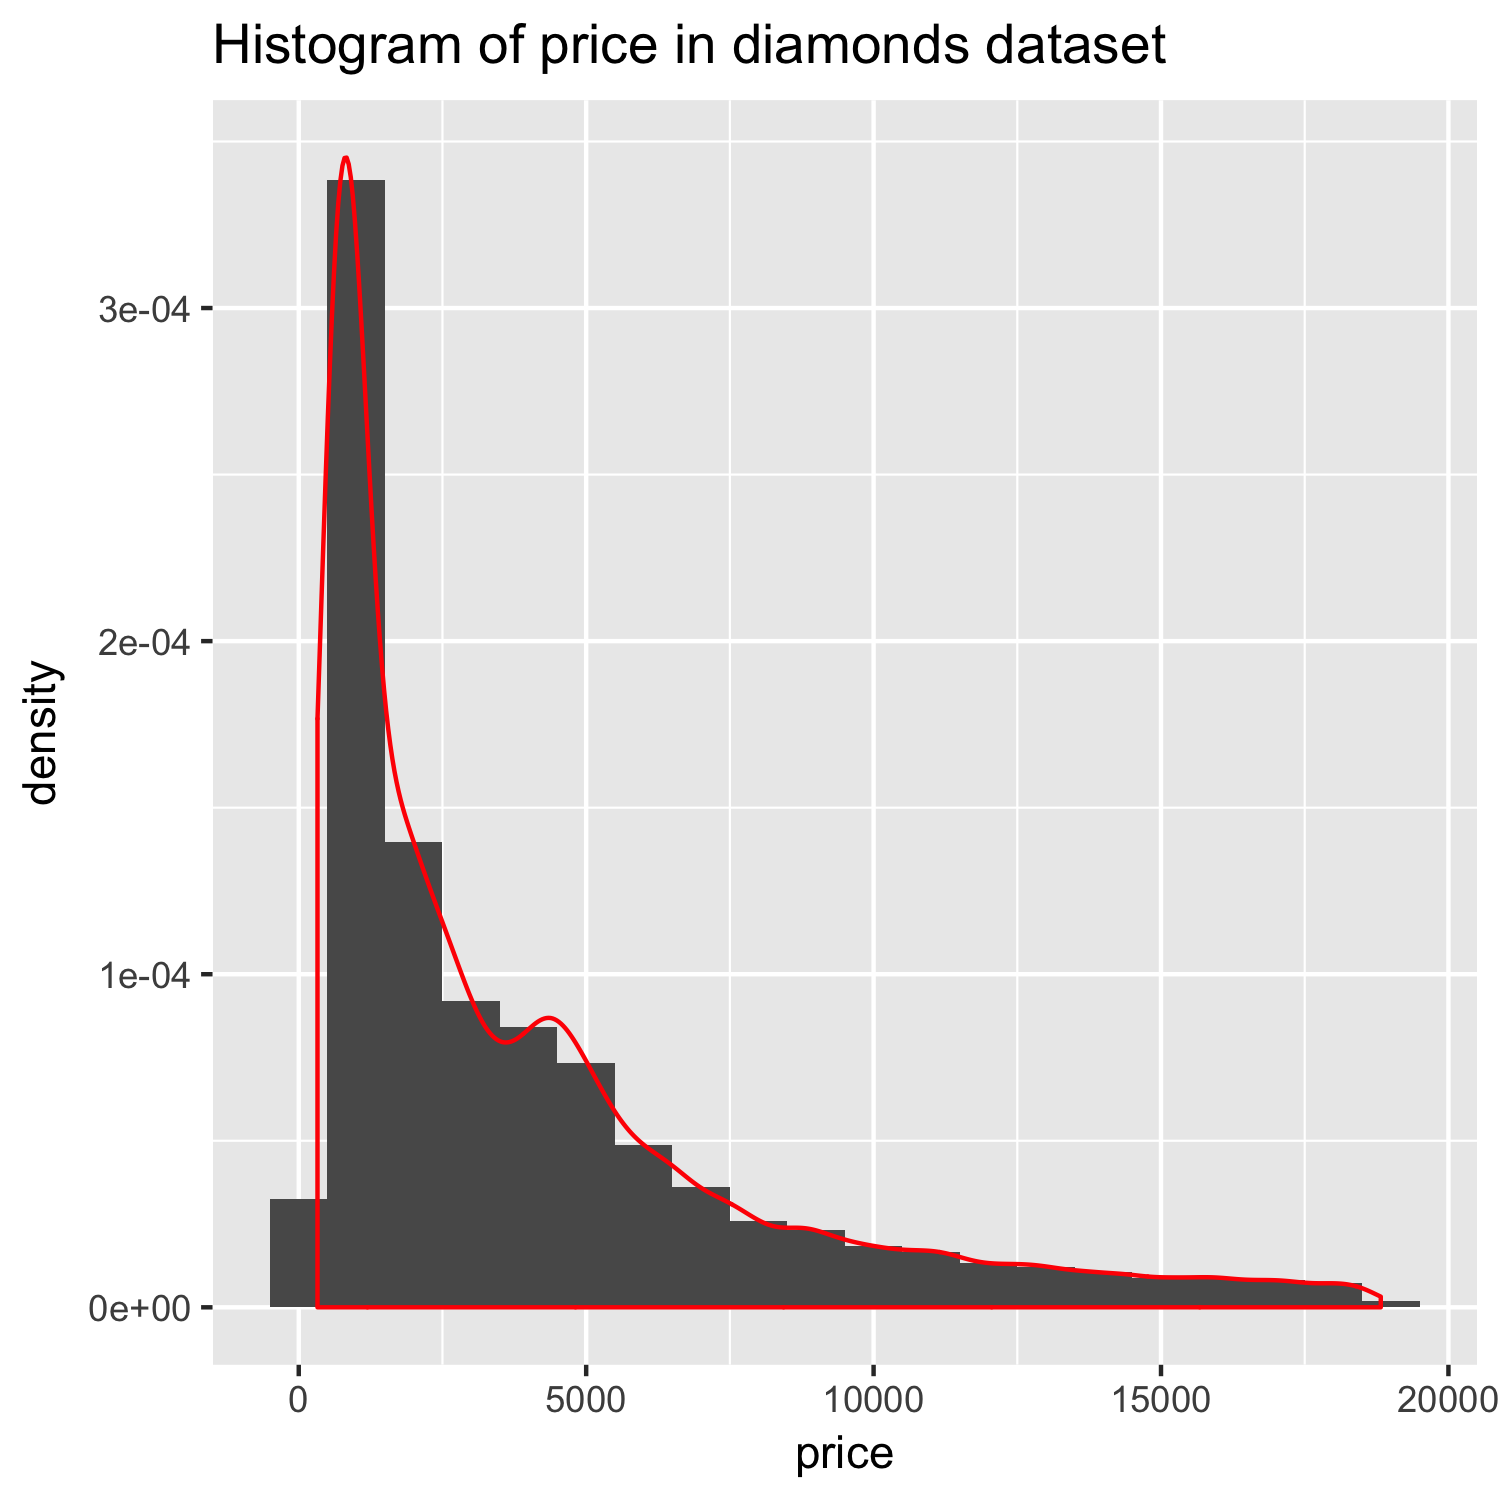 Histogram of price in diamonds dataset
density
3e-04
2e-04
1e-04
0e+00
0 5000 10000 15000 20000
price